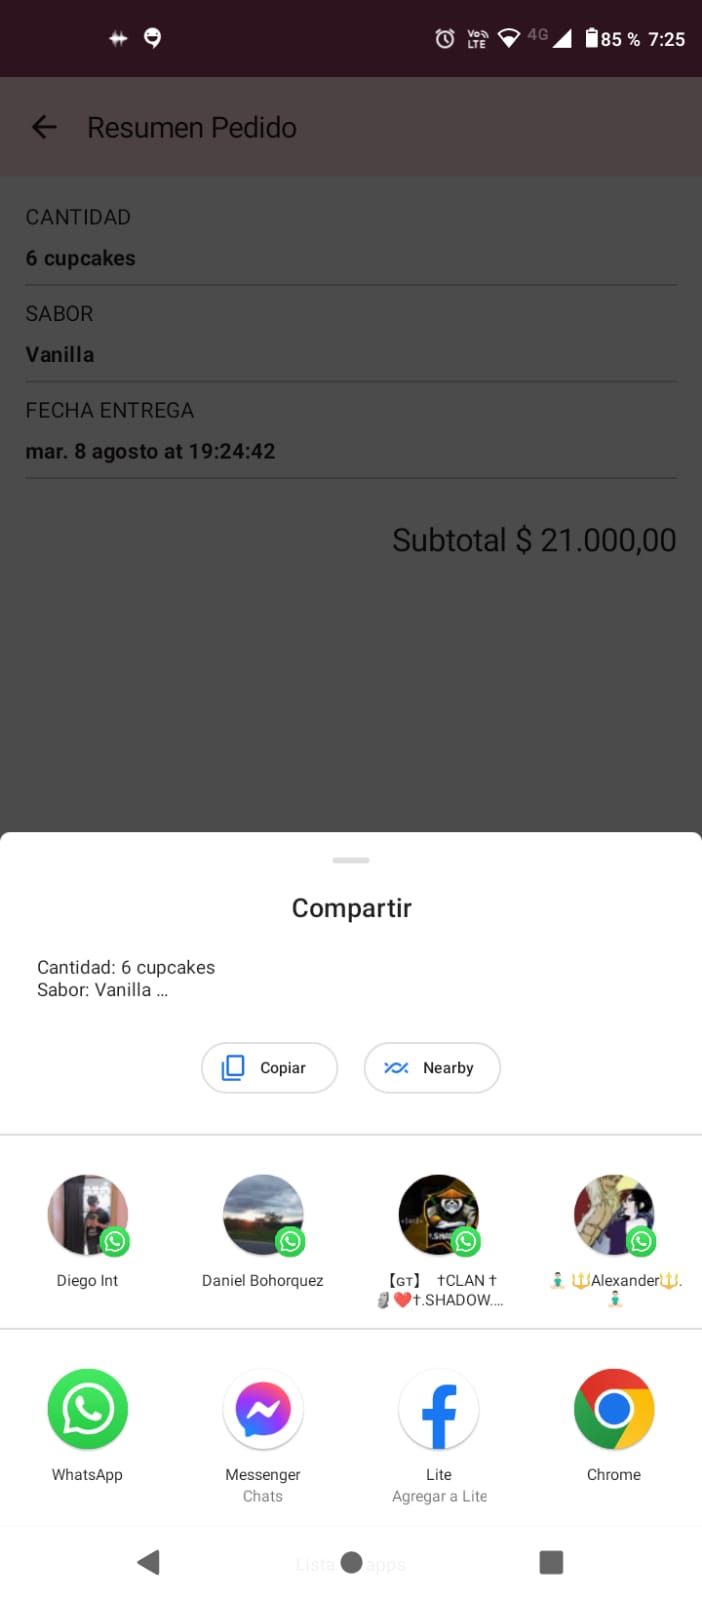 Vo LTE 4G 85 % 7:25
Resumen Pedido
CANTIDAD
6 cupcakes
SABOR
Vanilla
FECHA ENTREGA
mar. 8 agosto at 19:24:42
Subtotal $ 21.000,00
Compartir
Cantidad: 6 cupcakes
Sabor: Vanilla ...
Copiar Nearby
Diego Int
Daniel Bohorquez
【GT】 †CLAN †
🗿❤️†.SHADOW....
🧘🏻‍♂️ 🔱Alexander🔱.
🧘🏻‍♂️
WhatsApp
Messenger
Chats
Lite
Agregar a Lite
Chrome
Lista apps